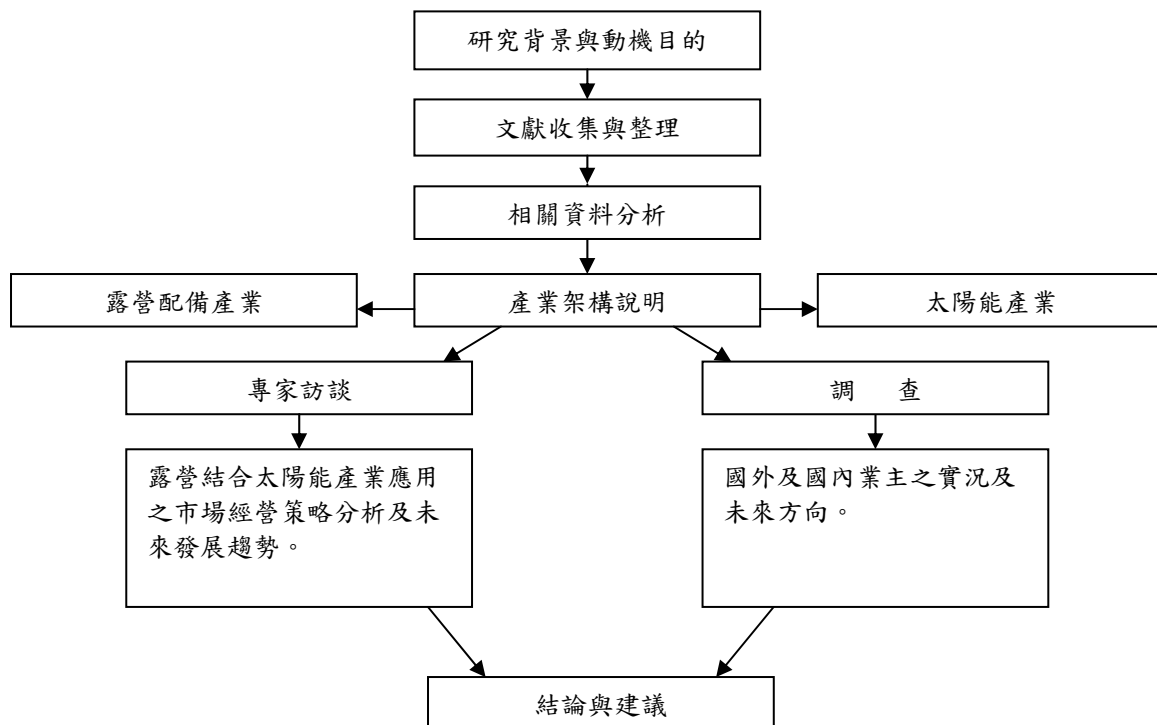 研究背景與動機目的
文獻收集與整理
相關資料分析
露營配備產業
產業架構說明
太陽能產業
專家訪談
調 查
露營結合太陽能產業應用
之市場經營策略分析及未
來發展趨勢。
國外及國內業主之實況及
未來方向。
結論與建議